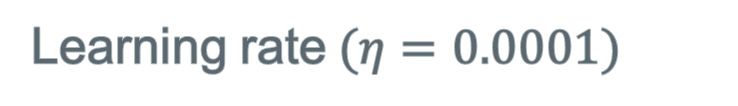 Learning rate (η = 0.0001)